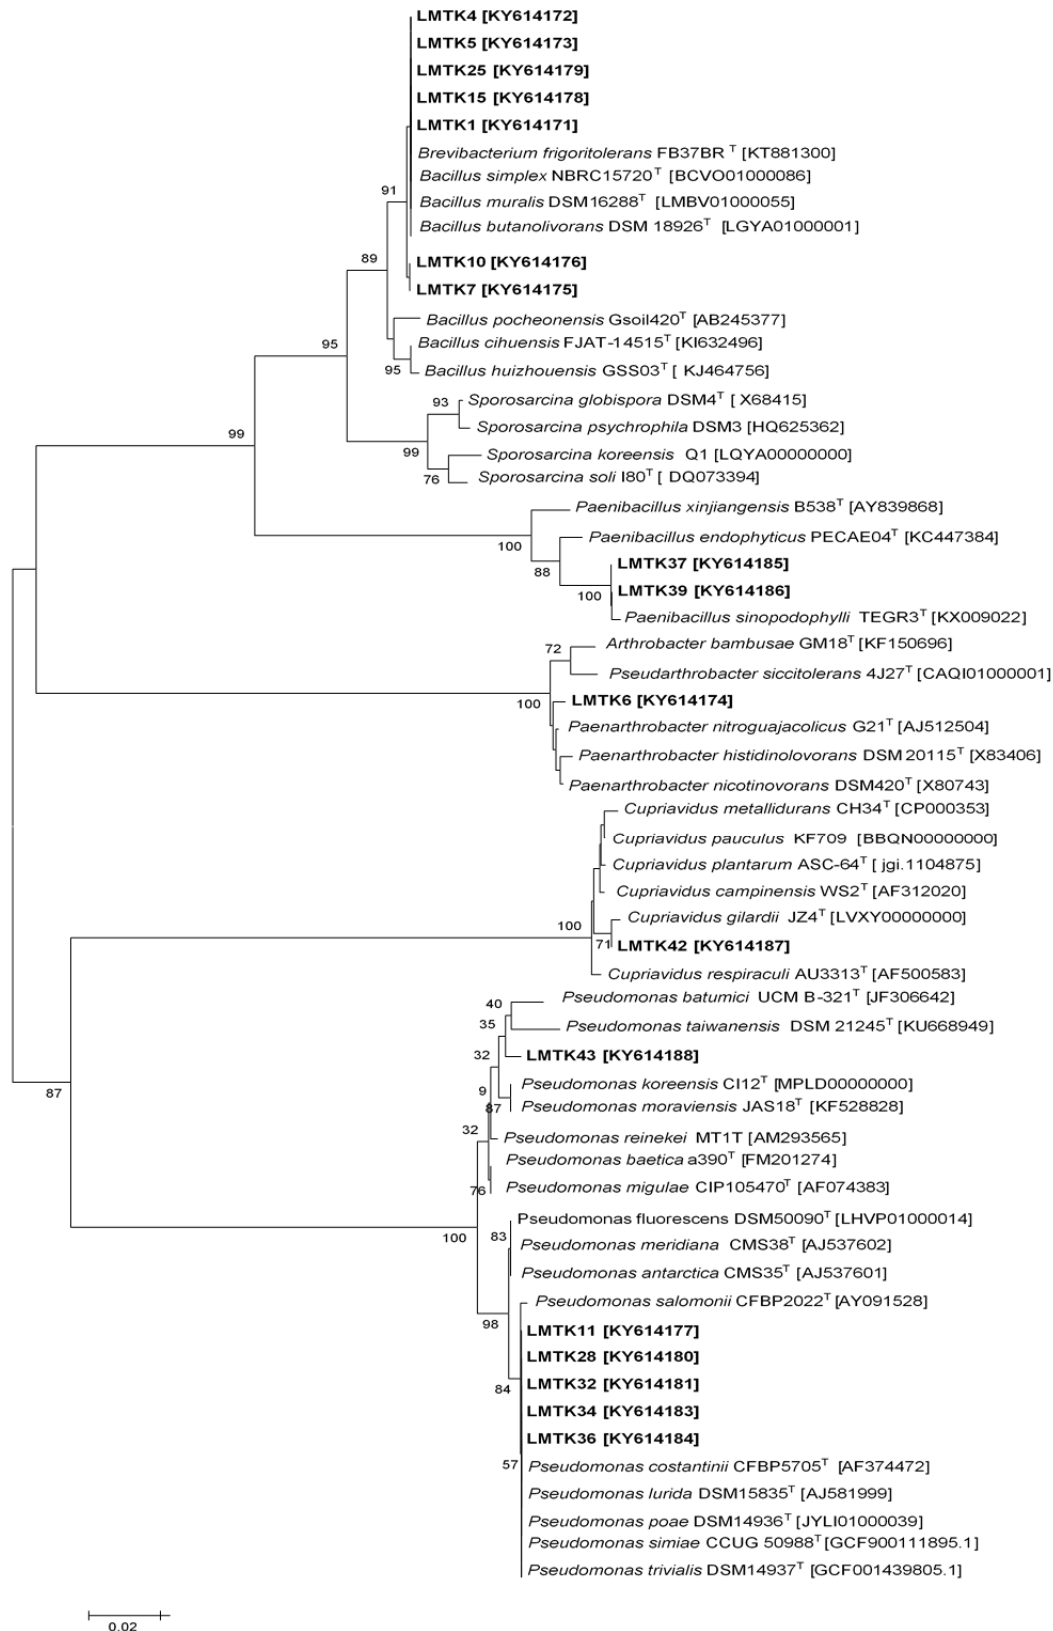 LMTK4 [KY614172]
LMTK5 [KY614173]
LMTK25 [KY614179]
LMTK15 [KY614178]
LMTK1 [KY614171]
Brevibacterium frigoritolerans FB37BR T [KT881300]
Bacillus simplex NBRC15720T [BCVO01000086]
91
Bacillus muralis DSM16288T [LMBV01000055]
Bacillus butanolivorans DSM 18926T [LGYA01000001]
89
LMTK10 [KY614176]
LMTK7 [KY614175]
Bacillus pocheonensis Gsoil420T [AB245377]
95
Bacillus cihuensis FJAT-14515T [KI632496]
95
Bacillus huizhouensis GSS03T [ KJ464756]
93
Sporosarcina globispora DSM4T [ X68415]
Sporosarcina psychrophila DSM3 [HQ625362]
99
99
Sporosarcina koreensis Q1 [LQYA00000000]
76
Sporosarcina soli I80T [ DQ073394]
Paenibacillus xinjiangensis B538T [AY839868]
100
Paenibacillus endophyticus PECAE04T [KC447384]
88
LMTK37 [KY614185]
100
LMTK39 [KY614186]
Paenibacillus sinopodophylli TEGR3T [KX009022]
72
Arthrobacter bambusae GM18T [KF150696]
Pseudarthrobacter siccitolerans 4J27T [CAQI01000001]
100
LMTK6 [KY614174]
Paenarthrobacter nitroguajacolicus G21T [AJ512504]
Paenarthrobacter histidinolovorans DSM 20115T [X83406]
Paenarthrobacter nicotinovorans DSM420T [X80743]
Cupriavidus metallidurans CH34T [CP000353]
Cupriavidus pauculus KF709 [BBQN00000000]
Cupriavidus plantarum ASC-64T [ jgi.1104875]
Cupriavidus campinensis WS2T [AF312020]
100
Cupriavidus gilardii JZ4T [LVXY00000000]
71
LMTK42 [KY614187]
Cupriavidus respiraculi AU3313T [AF500583]
40
Pseudomonas batumici UCM B-321T [JF306642]
35
Pseudomonas taiwanensis DSM 21245T [KU668949]
32
LMTK43 [KY614188]
87
9
Pseudomonas koreensis CI12T [MPLD00000000]
87
Pseudomonas moraviensis JAS18T [KF528828]
32
Pseudomonas reinekei MT1T [AM293565]
Pseudomonas baetica a390T [FM201274]
76
Pseudomonas migulae CIP105470T [AF074383]
100
83
Pseudomonas fluorescens DSM50090T [LHVP01000014]
Pseudomonas meridiana CMS38T [AJ537602]
Pseudomonas antarctica CMS35T [AJ537601]
Pseudomonas salomonii CFBP2022T [AY091528]
98
LMTK11 [KY614177]
LMTK28 [KY614180]
84
LMTK32 [KY614181]
LMTK34 [KY614183]
LMTK36 [KY614184]
57
Pseudomonas costantinii CFBP5705T [AF374472]
Pseudomonas lurida DSM15835T [AJ581999]
Pseudomonas poae DSM14936T [JYLI01000039]
Pseudomonas simiae CCUG 50988T [GCF900111895.1]
Pseudomonas trivialis DSM14937T [GCF001439805.1]
0.02